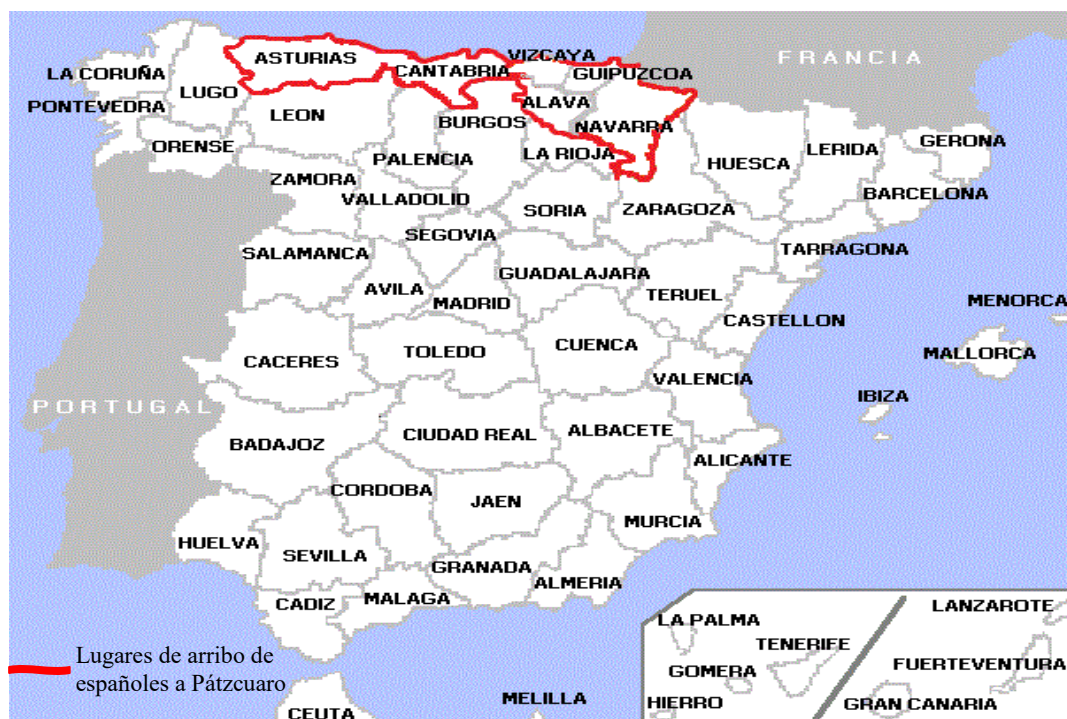 FRANCIA
VIZCAYA
ASTURIAS
CANTABRIA
GUIPUZCOA
LA CORUÑA
LUGO
PONTEVEDRA
LEON
ALAVA
BURGOS
NAVARRA
ORENSE
PALENCIA
LA RIOJA
HUESCA
LERIDA
GERONA
ZAMORA
VALLADOLID
SORIA
ZARAGOZA
BARCELONA
SEGOVIA
SALAMANCA
GUADALAJARA
TARRAGONA
AVILA
MADRID
TERUEL
CASTELLON
MENORCA
CACERES
TOLEDO
CUENCA
MALLORCA
VALENCIA
IBIZA
PORTUGAL
BADAJOZ
CIUDAD REAL
ALBACETE
ALICANTE
CORDOBA
JAEN
MURCIA
HUELVA
SEVILLA
GRANADA
ALMERIA
CADIZ
MALAGA
LA PALMA
LANZAROTE
TENERIFE
GOMERA
FUERTEVENTURA
HIERRO
GRAN CANARIA
Lugares de arribo de
españoles a Pátzcuaro
MELILLA
CEUTA